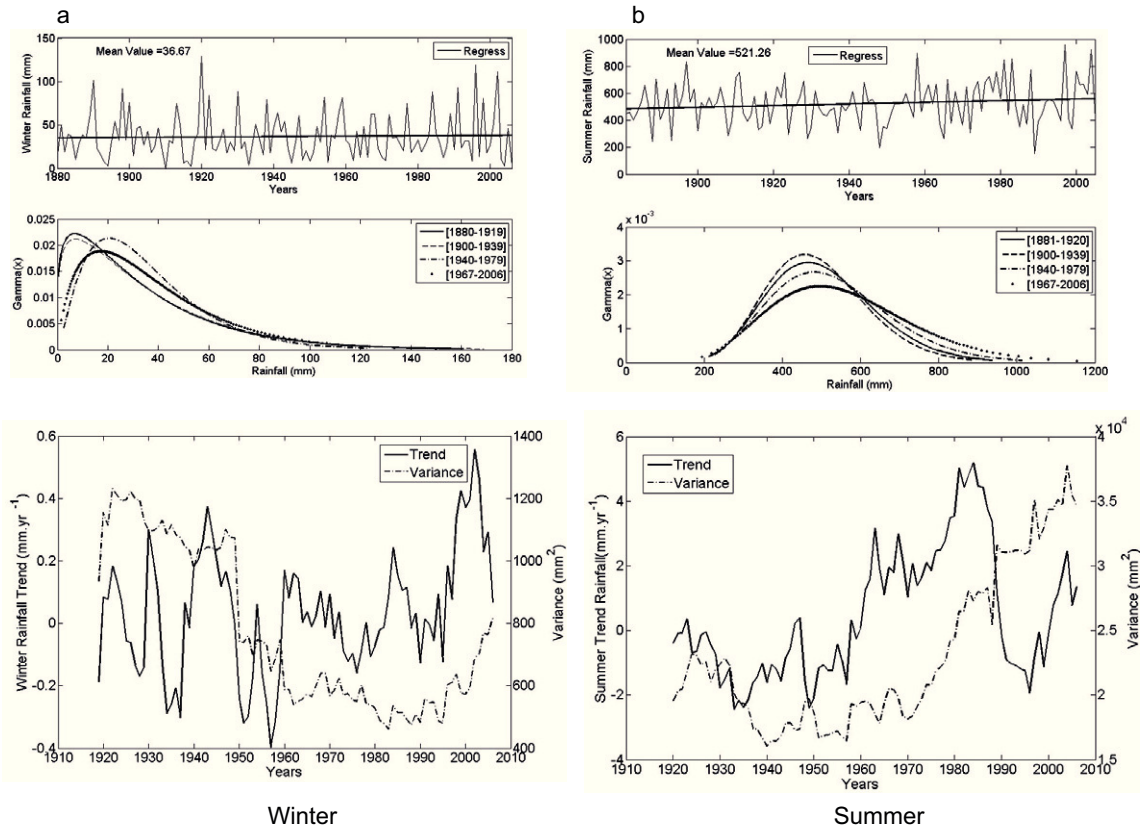 a
Mean Value =36.67
Regress
Winter Rainfall (mm)
150
100
50
0
1880 1900 1920 1940 1960 1980 2000
Years
0.025
0.02
0.015
0.01
0.005
0
Gamma(x)
[1880-1919]
[1900-1939]
[1940-1979]
[1967-2006]
0 20 40 60 80 100 120 140 160 180
Rainfall (mm)
0.6
0.4
0.2
0
-0.2
-0.4
Winter Rainfall Trend (mm.yr⁻¹)
Trend
Variance
1400
1200
1000
800
600
400
Variance (mm²)
1910 1920 1930 1940 1950 1960 1970 1980 1990 2000 2010
Years
Winter
b
Mean Value =521.26
Regress
Summer Rainfall (mm)
1000
800
600
400
200
0
1900 1920 1940 1960 1980 2000
Years
x 10⁻³
4
3
2
1
0
Gamma(x)
[1881-1920]
[1900-1939]
[1940-1979]
[1967-2006]
0 200 400 600 800 1000 1200
Rainfall (mm)
x 10⁴
6
4
2
0
-2
-4
Summer Trend Rainfall(mm.yr⁻¹)
Trend
Variance
4
3.5
3
2.5
2
1.5
Variance (mm²)
1910 1920 1930 1940 1950 1960 1970 1980 1990 2000 2010
Years
Summer